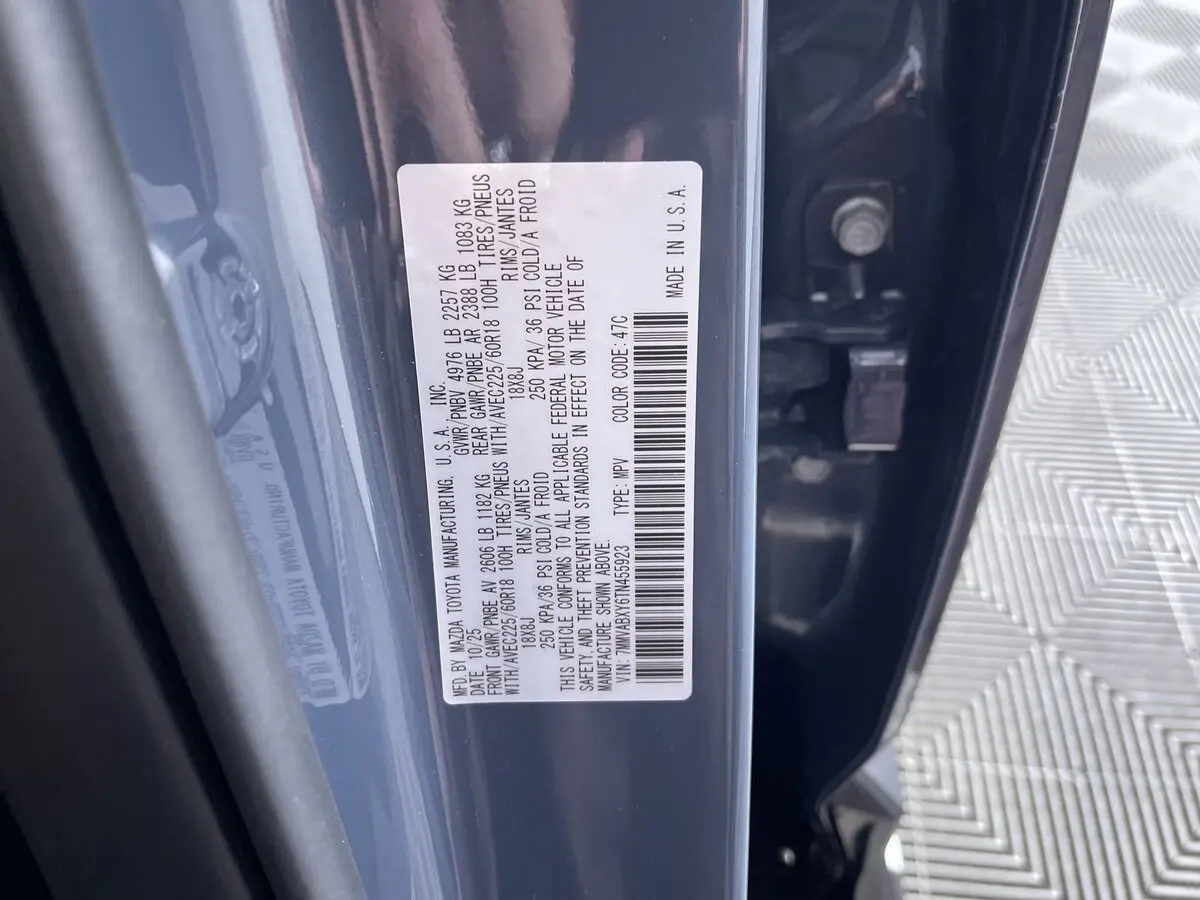 MFD.BY MAZDA TOYOTA MANUFACTURING, U.S.A., INC.
DATE 10/25 GVWR/PNBV 4976 LB 2257 KG
FRONT GAWR/PNBE AV 2606 LB 1182 KG REAR GAWR/PNBE AR 2388 LB 1083 KG
WITH/AVEC225/60R18 100H TIRES/PNEUS WITH/AVEC225/60R18 100H TIRES/PNEUS
18X8J RIMS/JANTES 18X8J RIMS/JANTES
250 KPA/36 PSI COLD/A FROID 250 KPA/ 36 PSI COLD/A FROID
THIS VEHICLE CONFORMS TO ALL APPLICABLE FEDERAL MOTOR VEHICLE
SAFETY, AND THEFT PREVENTION STANDARDS IN EFFECT ON THE DATE OF
MANUFACTURE SHOWN ABOVE.
VIN: 7MMVABXY6TN455923 TYPE: MPV COLOR CODE: 47C
MADE IN U.S.A.